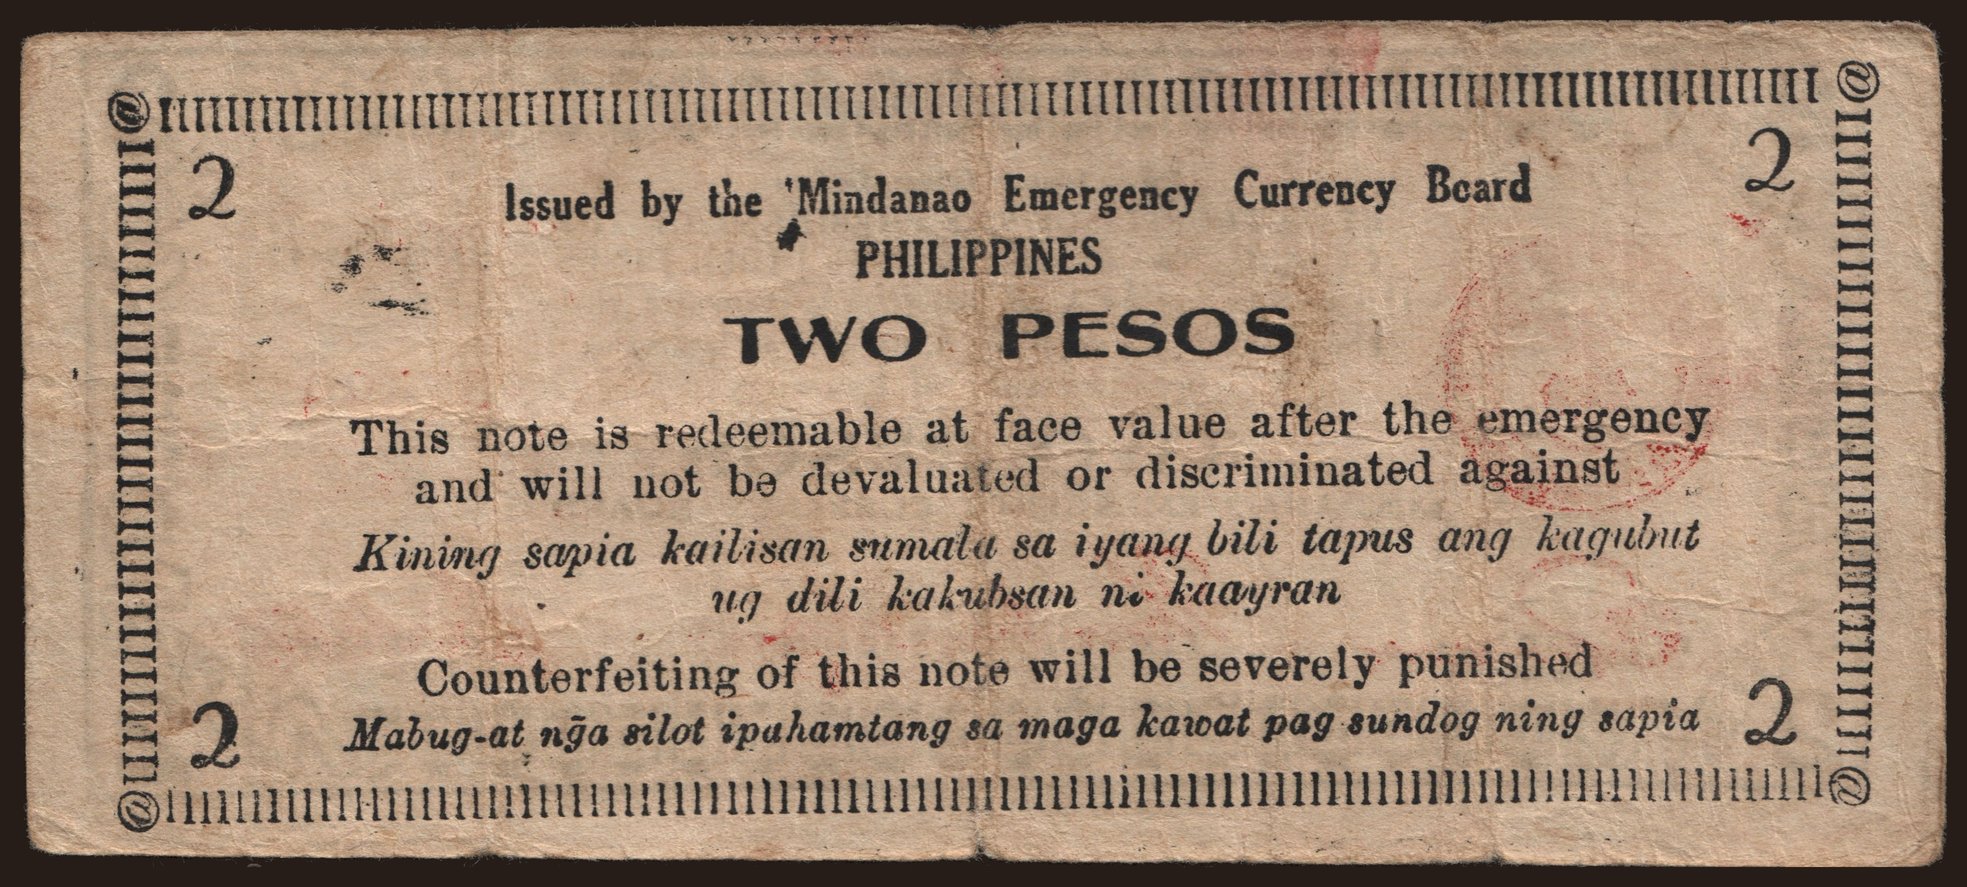 2 2
Issued by the 'Mindanao Emergency Currency Board
PHILIPPINES
TWO PESOS
This note is redeemable at face value after the emergency
and will not be devaluated or discriminated against
Kining sapia kailisan sumala sa iyang bili tapus ang kagubut
ug dili kakubsan ni kaayran
Counterfeiting of this note will be severely punished
Mabug-at ng̃a silot ipahamtang sa maga kawat pag sundog ning sapia
2 2